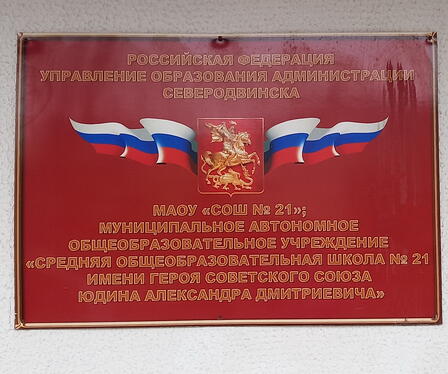 РОССИЙСКАЯ ФЕДЕРАЦИЯ
УПРАВЛЕНИЕ ОБРАЗОВАНИЯ АДМИНИСТРАЦИИ
СЕВЕРОДВИНСКА
МАОУ «СОШ № 21»;
МУНИЦИПАЛЬНОЕ АВТОНОМНОЕ
ОБЩЕОБРАЗОВАТЕЛЬНОЕ УЧРЕЖДЕНИЕ
«СРЕДНЯЯ ОБЩЕОБРАЗОВАТЕЛЬНАЯ ШКОЛА № 21
ИМЕНИ ГЕРОЯ СОВЕТСКОГО СОЮЗА
ЮДИНА АЛЕКСАНДРА ДМИТРИЕВИЧА»